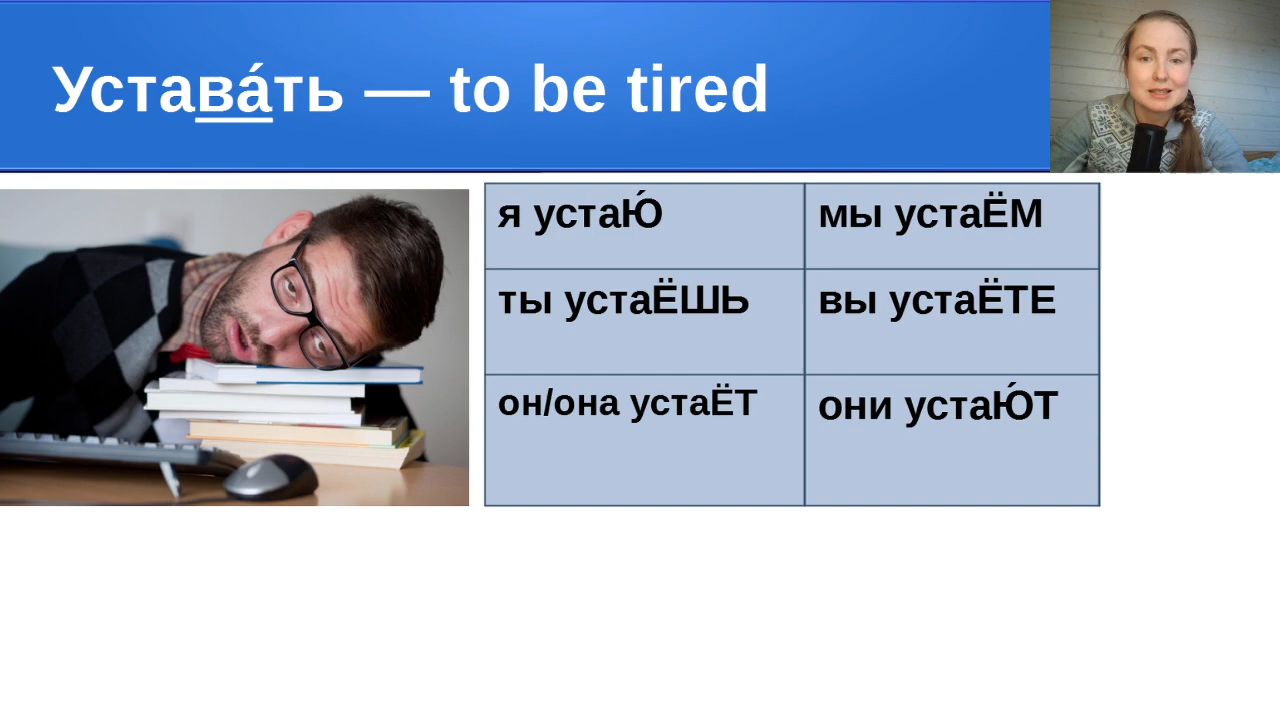 Устава́ть — to be tired
я устаЮ́
мы устаЁМ
ты устаЁШЬ
вы устаЁТЕ
он/она устаЁТ
они устаЮ́Т